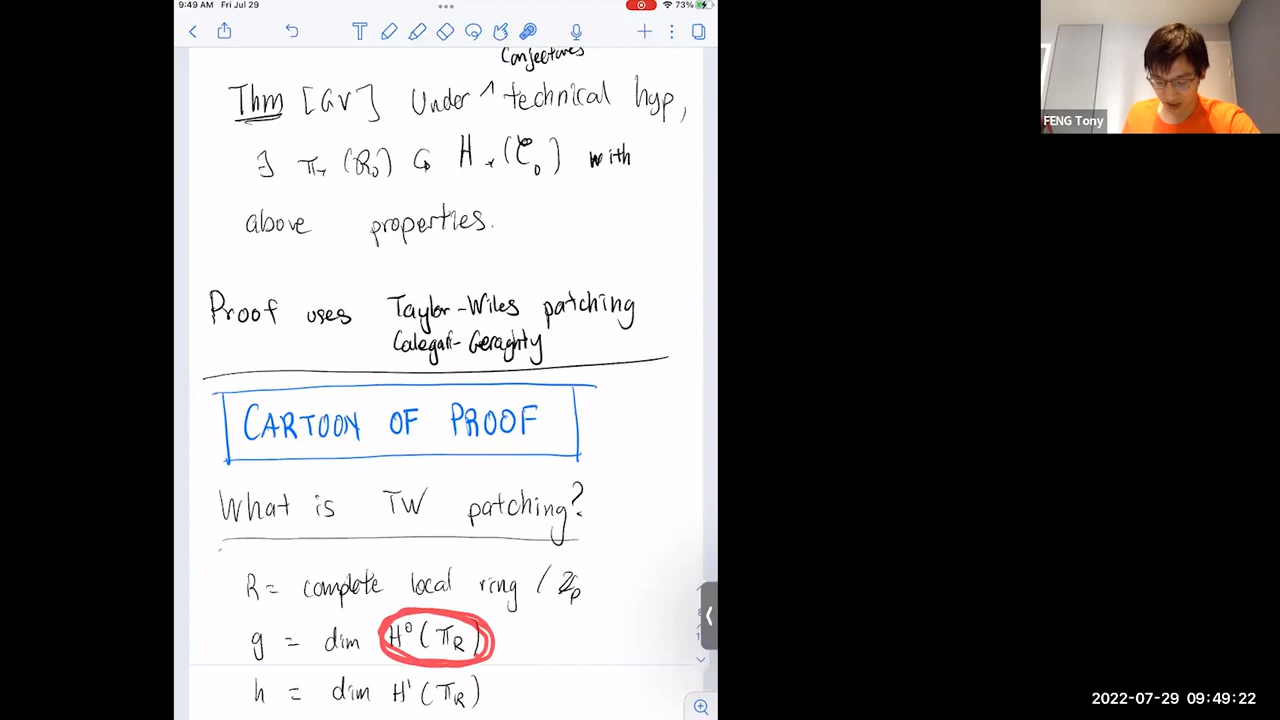 9:49 AM Fri Jul 29
73%
Conjectures
Thm [GV] Under ^ technical hyp,
∃ π_*(R_0) ↻ H_*(C_0) with
above properties.
Proof uses Taylor-Wiles patching
Calegari-Geraghty
CARTOON OF PROOF
What is TW patching?
R = complete local ring / Z_p
g = dim H^0(T_R)
h = dim H^1(T_R)
FENG Tony
2022-07-29 09:49:22